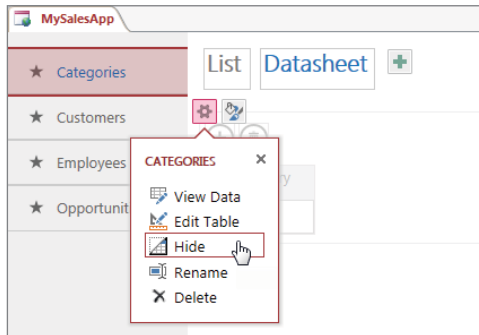 MySalesApp
Categories
List Datasheet
Customers
Employees
CATEGORIES
View Data
Edit Table
Opportunit
Hide
Rename
Delete